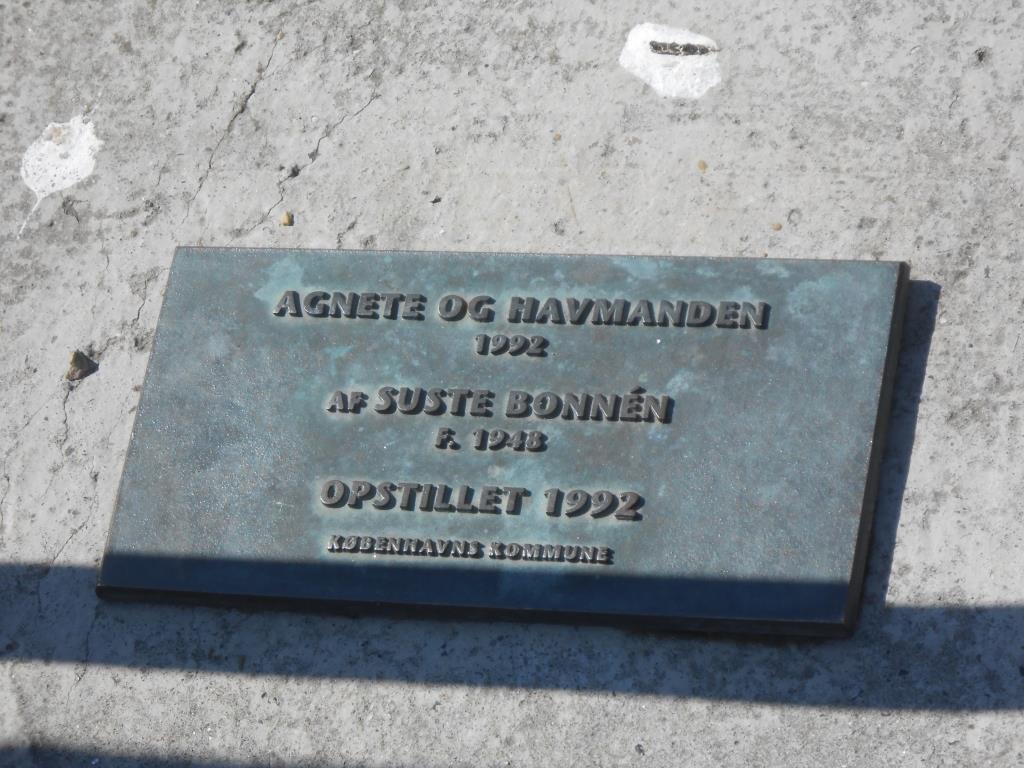 AGNETE OG HAVMANDEN
1992
AF SUSTE BONNÉN
F. 1948
OPSTILLET 1992
KØBENHAVNS KOMMUNE